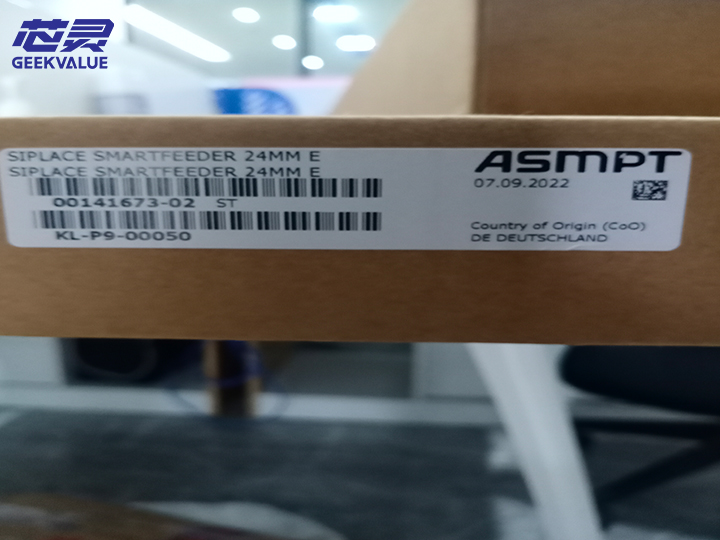 芯灵
GEEKVALUE
SIPLACE SMARTFEEDER 24MM E
SIPLACE SMARTFEEDER 24MM E
00141673-02 ST
KL-P9-00050
ASMPT
07.09.2022
Country of Origin (CoO)
DE DEUTSCHLAND